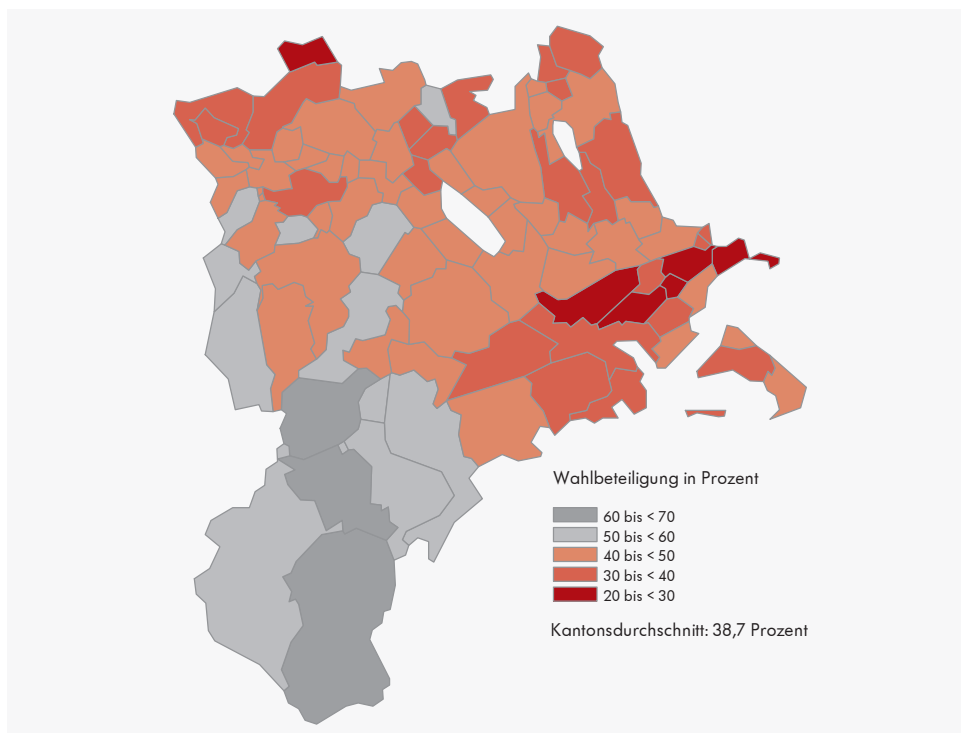 Wahlbeteiligung in Prozent
60 bis < 70
50 bis < 60
40 bis < 50
30 bis < 40
20 bis < 30
Kantonsdurchschnitt: 38,7 Prozent